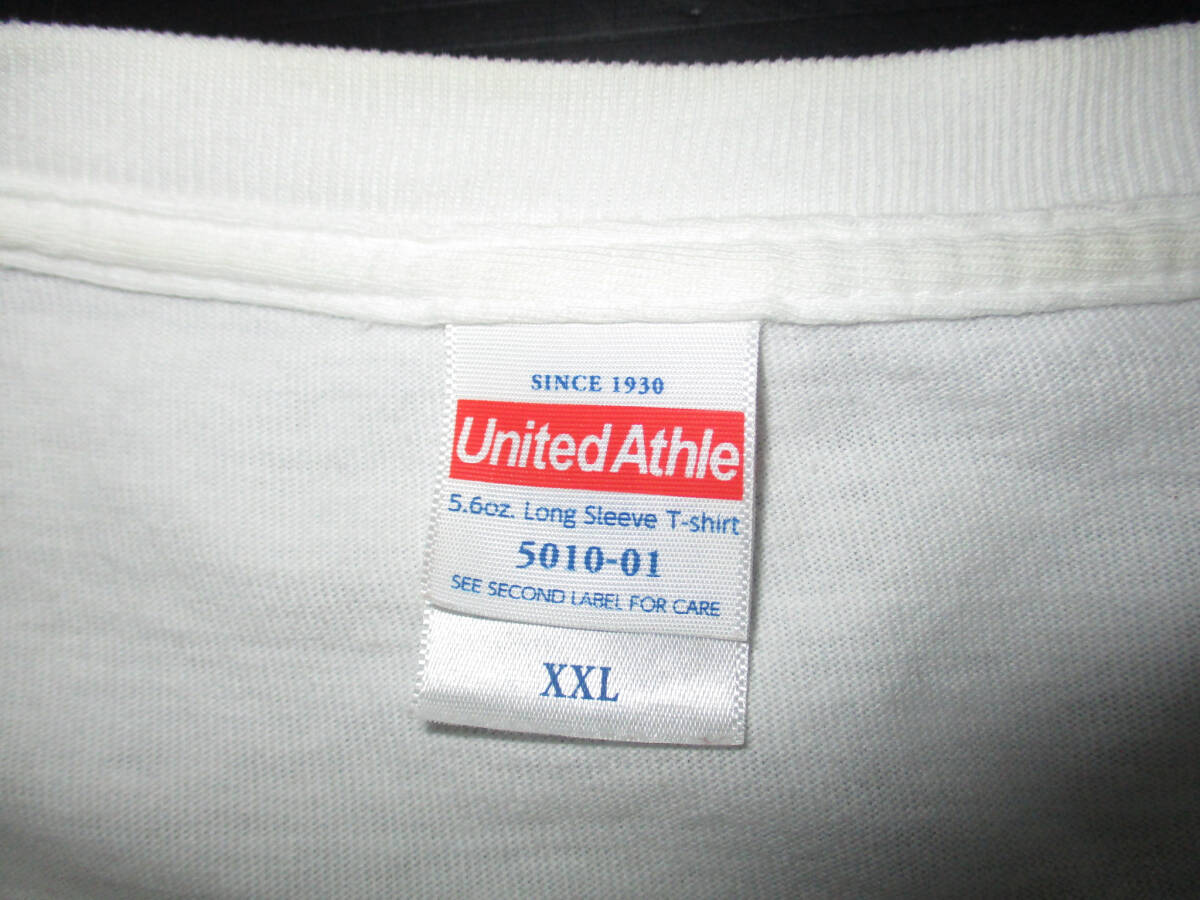 SINCE 1930
United Athle
5.6oz. Long Sleeve T-shirt
5010-01
SEE SECOND LABEL FOR CARE
XXL